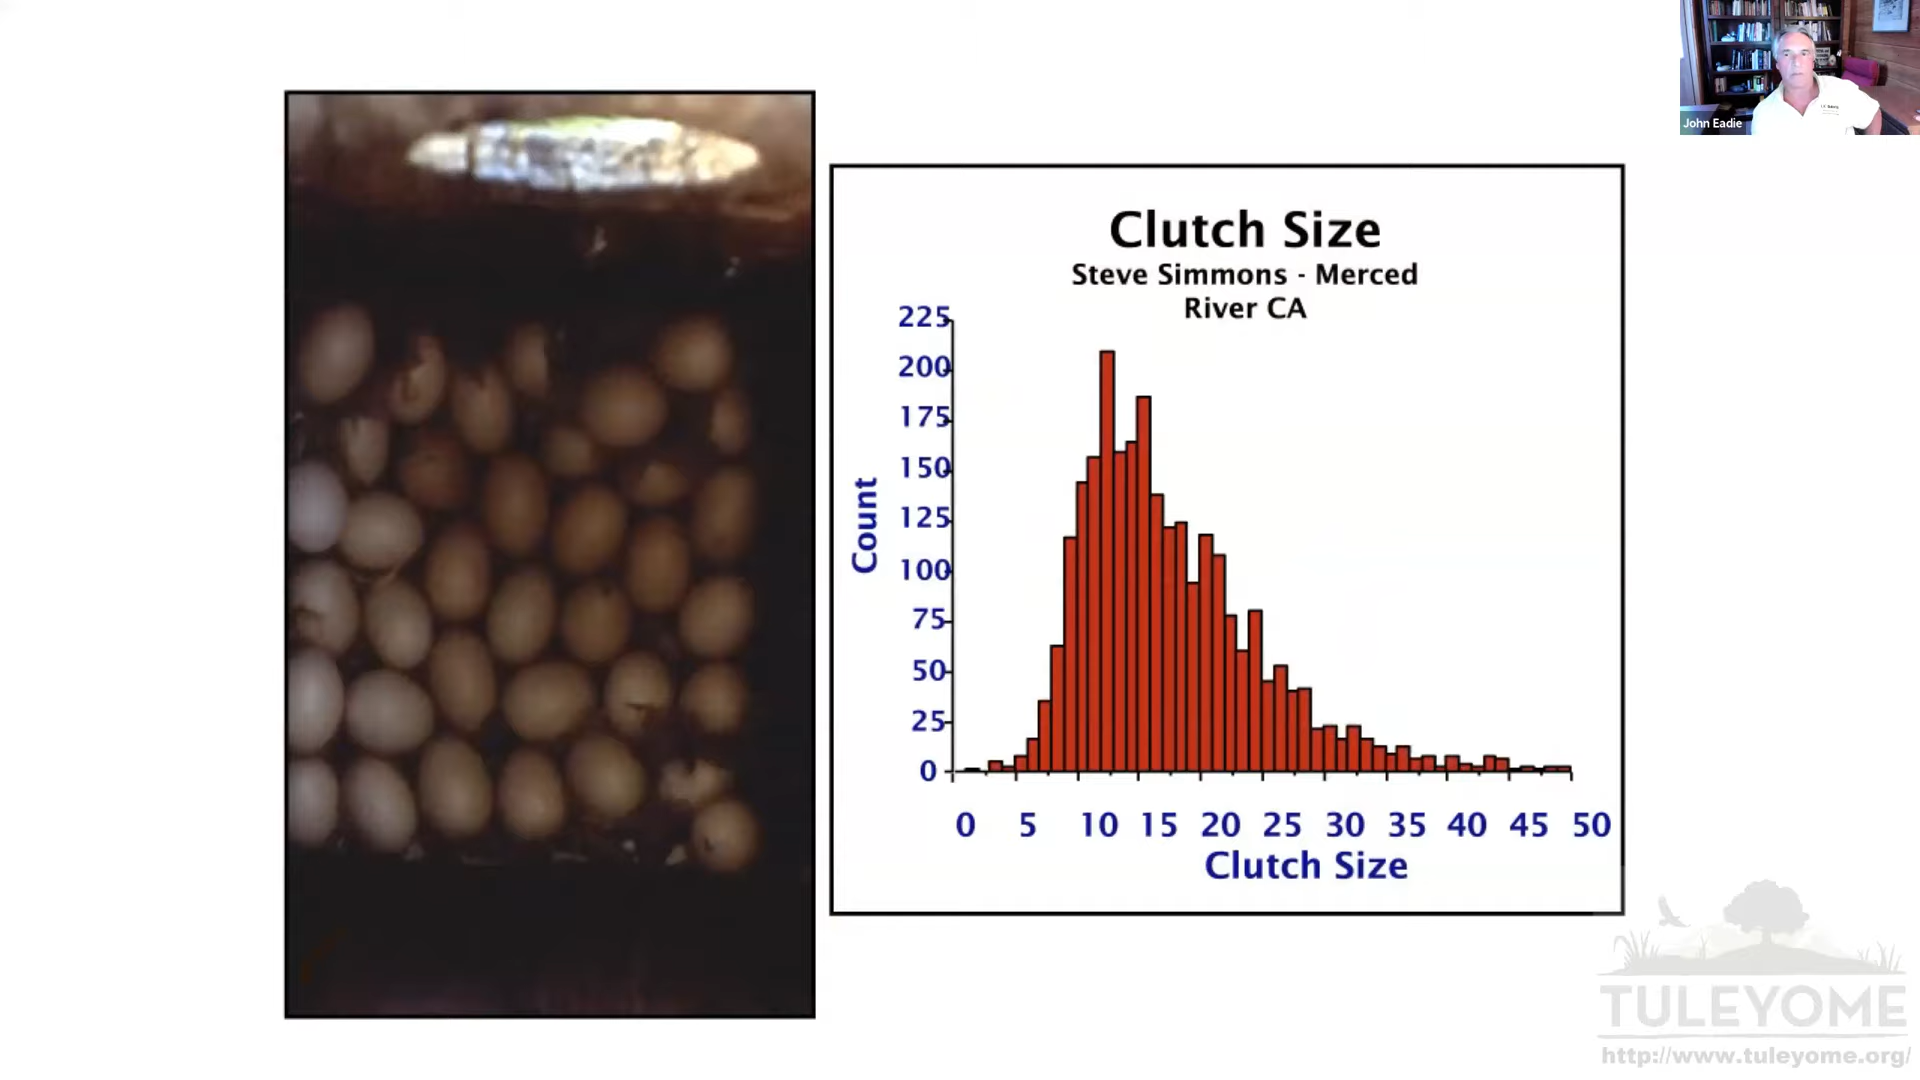 John Eadie
Clutch Size
Steve Simmons - Merced
River CA
225
200
175
150
125
100
75
50
25
0
Count
0 5 10 15 20 25 30 35 40 45 50
Clutch Size
TULEYOME
http://www.tuleyome.org/